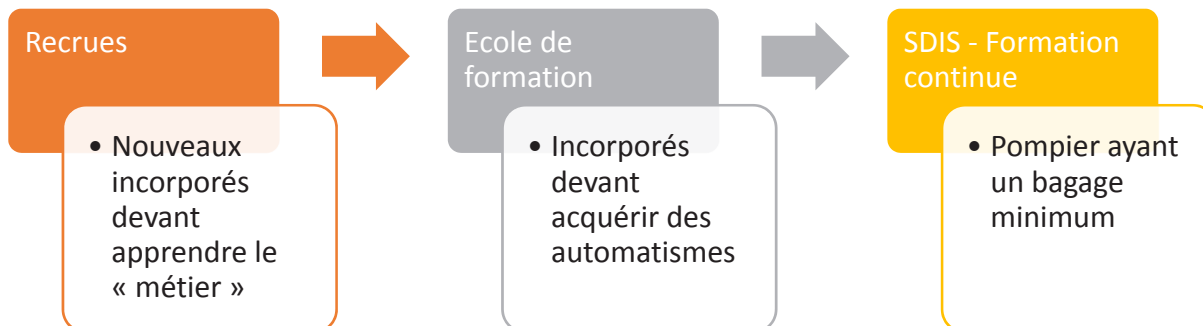 Recrues
• Nouveaux
incorporés
devant
apprendre le
« métier »
Ecole de
formation
• Incorporés
devant
acquérir des
automatismes
SDIS - Formation
continue
• Pompier ayant
un bagage
minimum